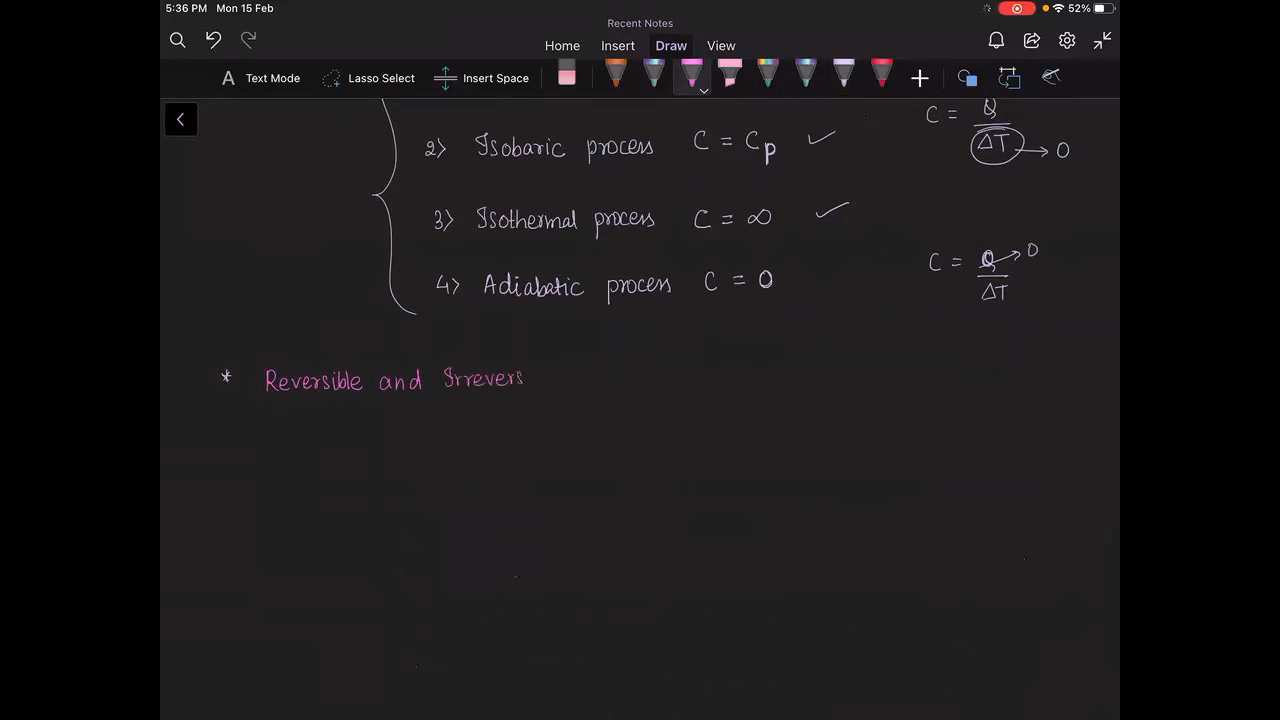 5:36 PM Mon 15 Feb
52%
Recent Notes
Home Insert Draw View
Text Mode Lasso Select Insert Space
C = Q / ΔT → 0
2) Isobaric process C = Cp ✓
3) Isothermal process C = ∞ ✓
C = Q → 0 / ΔT
4) Adiabatic process C = 0
* Reversible and Irrevers